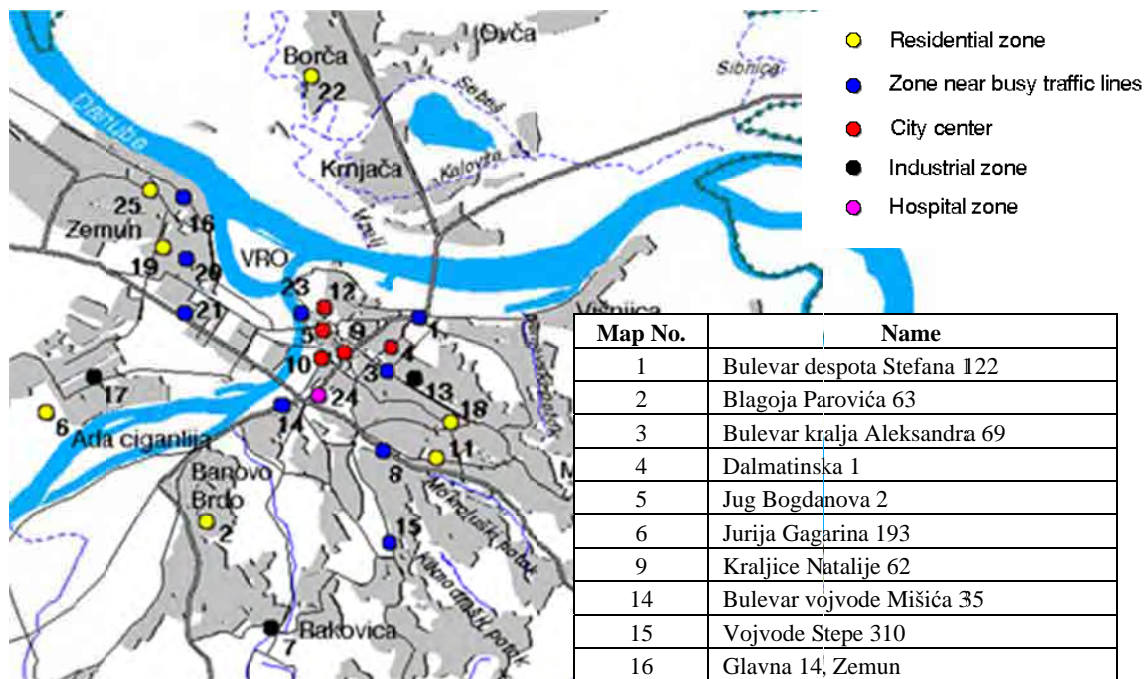 Ovča
Borča
22
Sibnica
Sebeš
Danube
Krnjača
Kalovita
Vizelj
25
16
Zemun
19
20
VRO
21
23
12
Višnjica
5
9
1
10
4
3
13
17
24
18
6
14
11
Ada ciganlija
8
Banovo
Brdo
Mokroluški potok
2
15
Rakovica
7
Residential zone
Zone near busy traffic lines
City center
Industrial zone
Hospital zone
Map No. Name
1 Bulevar despota Stefana 122
2 Blagoja Parovića 63
3 Bulevar kralja Aleksandra 69
4 Dalmatinska 1
5 Jug Bogdanova 2
6 Jurija Gagarina 193
9 Kraljice Natalije 62
14 Bulevar vojvode Mišića 35
15 Vojvode Stepe 310
16 Glavna 14, Zemun